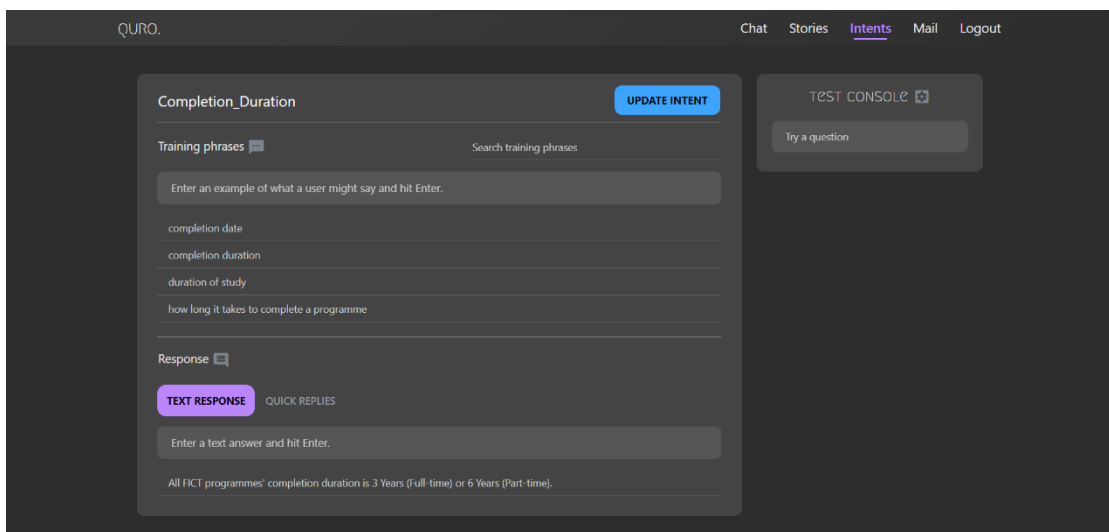 QURO.
Chat Stories Intents Mail Logout
Completion_Duration
UPDATE INTENT
TEST CONSOLE
Training phrases
Search training phrases
Try a question
Enter an example of what a user might say and hit Enter.
completion date
completion duration
duration of study
how long it takes to complete a programme
Response
TEXT RESPONSE QUICK REPLIES
Enter a text answer and hit Enter.
All FICT programmes' completion duration is 3 Years (Full-time) or 6 Years (Part-time).